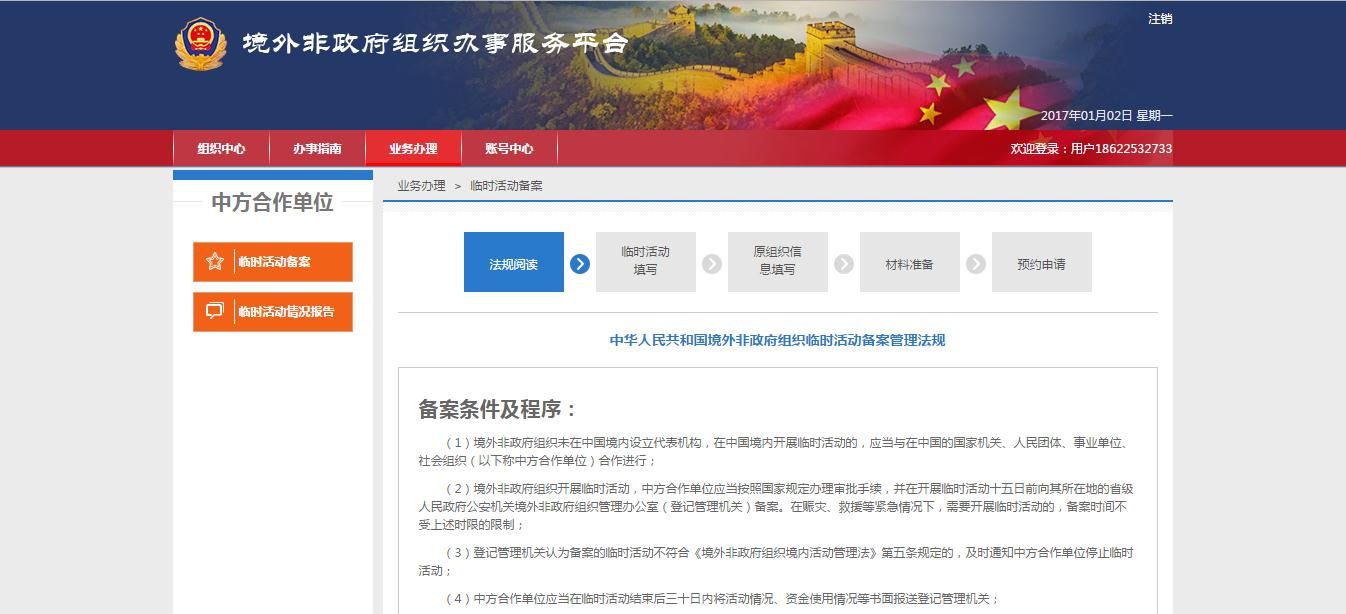 注销
境外非政府组织办事服务平台
2017年01月02日 星期一
组织中心 办事指南 业务办理 账号中心 欢迎登录：用户18622532733
中方合作单位
临时活动备案
临时活动情况报告
业务办理 > 临时活动备案
法规阅读
临时活动
填写
原组织信
息填写
材料准备
预约申请
中华人民共和国境外非政府组织临时活动备案管理法规
备案条件及程序：
（1）境外非政府组织未在中国境内设立代表机构，在中国境内开展临时活动的，应当与在中国的国家机关、人民团体、事业单位、
社会组织（以下称中方合作单位）合作进行；
（2）境外非政府组织开展临时活动，中方合作单位应当按照国家规定办理审批手续，并在开展临时活动十五日前向其所在地的省级
人民政府公安机关境外非政府组织管理办公室（登记管理机关）备案。在赈灾、救援等紧急情况下，需要开展临时活动的，备案时间不
受上述时限的限制；
（3）登记管理机关认为备案的临时活动不符合《境外非政府组织境内活动管理法》第五条规定的，及时通知中方合作单位停止临时
活动；
（4）中方合作单位应当在临时活动结束后三十日内将活动情况、资金使用情况等书面报送登记管理机关；